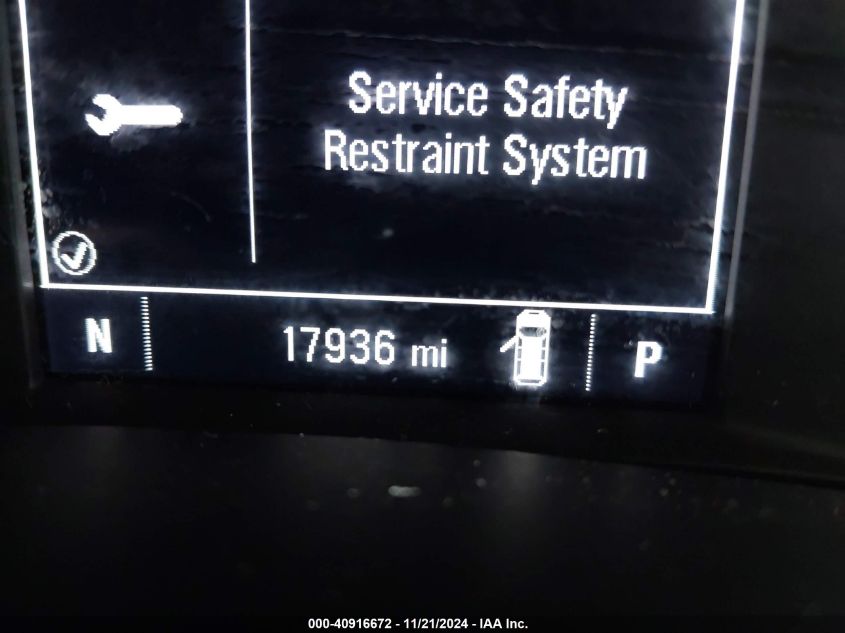 Service Safety
Restraint System
N 17936 mi P
000-40916672 - 11/21/2024 - IAA Inc.